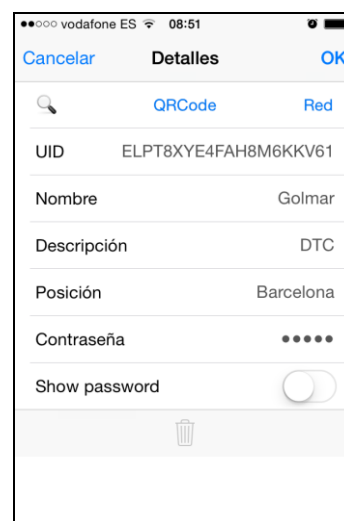 vodafone ES 08:51
Cancelar Detalles OK
QRCode Red
UID ELPT8XYE4FAH8M6KKV61
Nombre Golmar
Descripción DTC
Posición Barcelona
Contraseña •••••
Show password